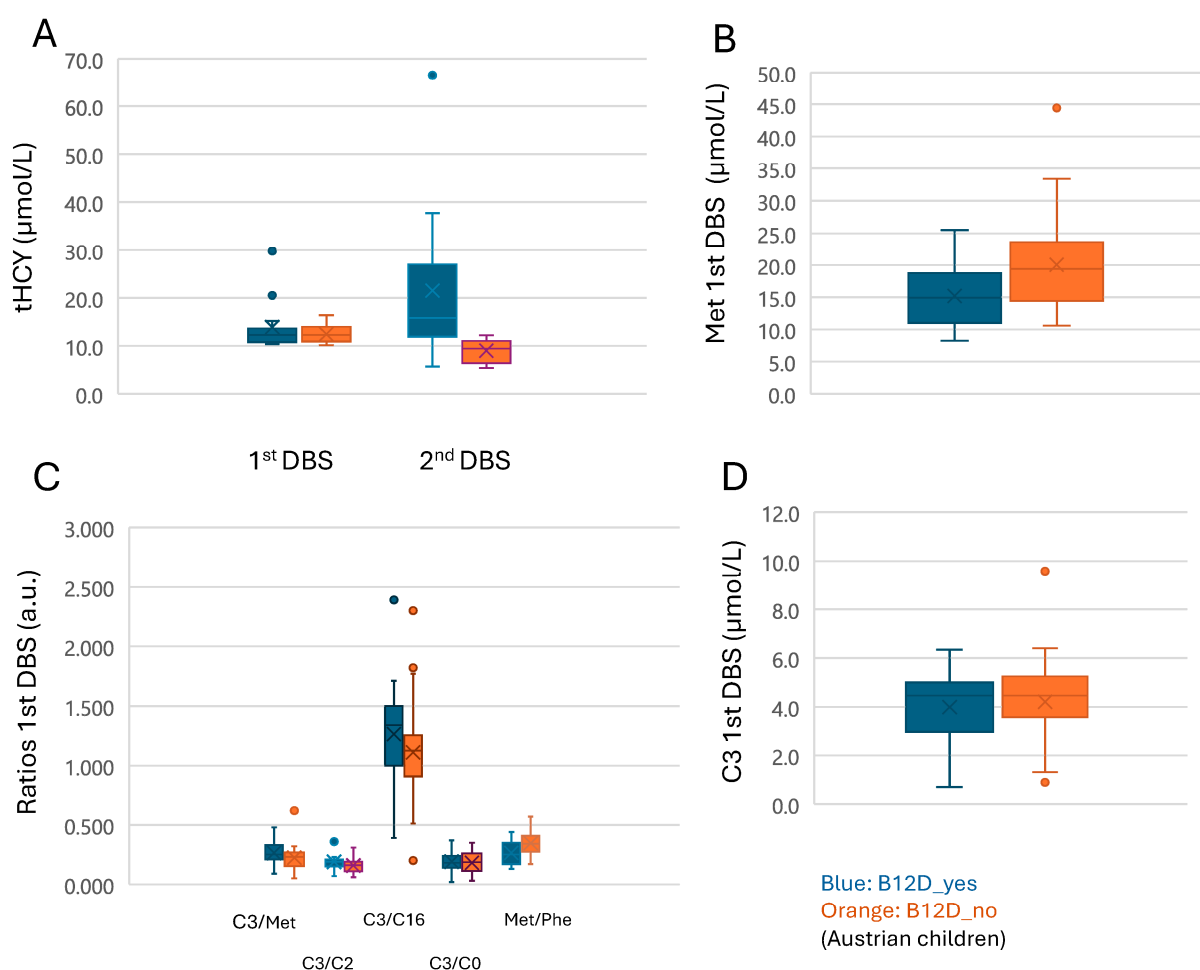 A
tHCY (µmol/L)
70.0
60.0
50.0
40.0
30.0
20.0
10.0
0.0
1st DBS
2nd DBS
B
Met 1st DBS (µmol/L)
50.0
45.0
40.0
35.0
30.0
25.0
20.0
15.0
10.0
5.0
0.0
C
Ratios 1st DBS (a.u.)
3.000
2.500
2.000
1.500
1.000
0.500
0.000
C3/Met
C3/C2
C3/C16
C3/C0
Met/Phe
D
C3 1st DBS (µmol/L)
12.0
10.0
8.0
6.0
4.0
2.0
0.0
Blue: B12D_yes
Orange: B12D_no
(Austrian children)